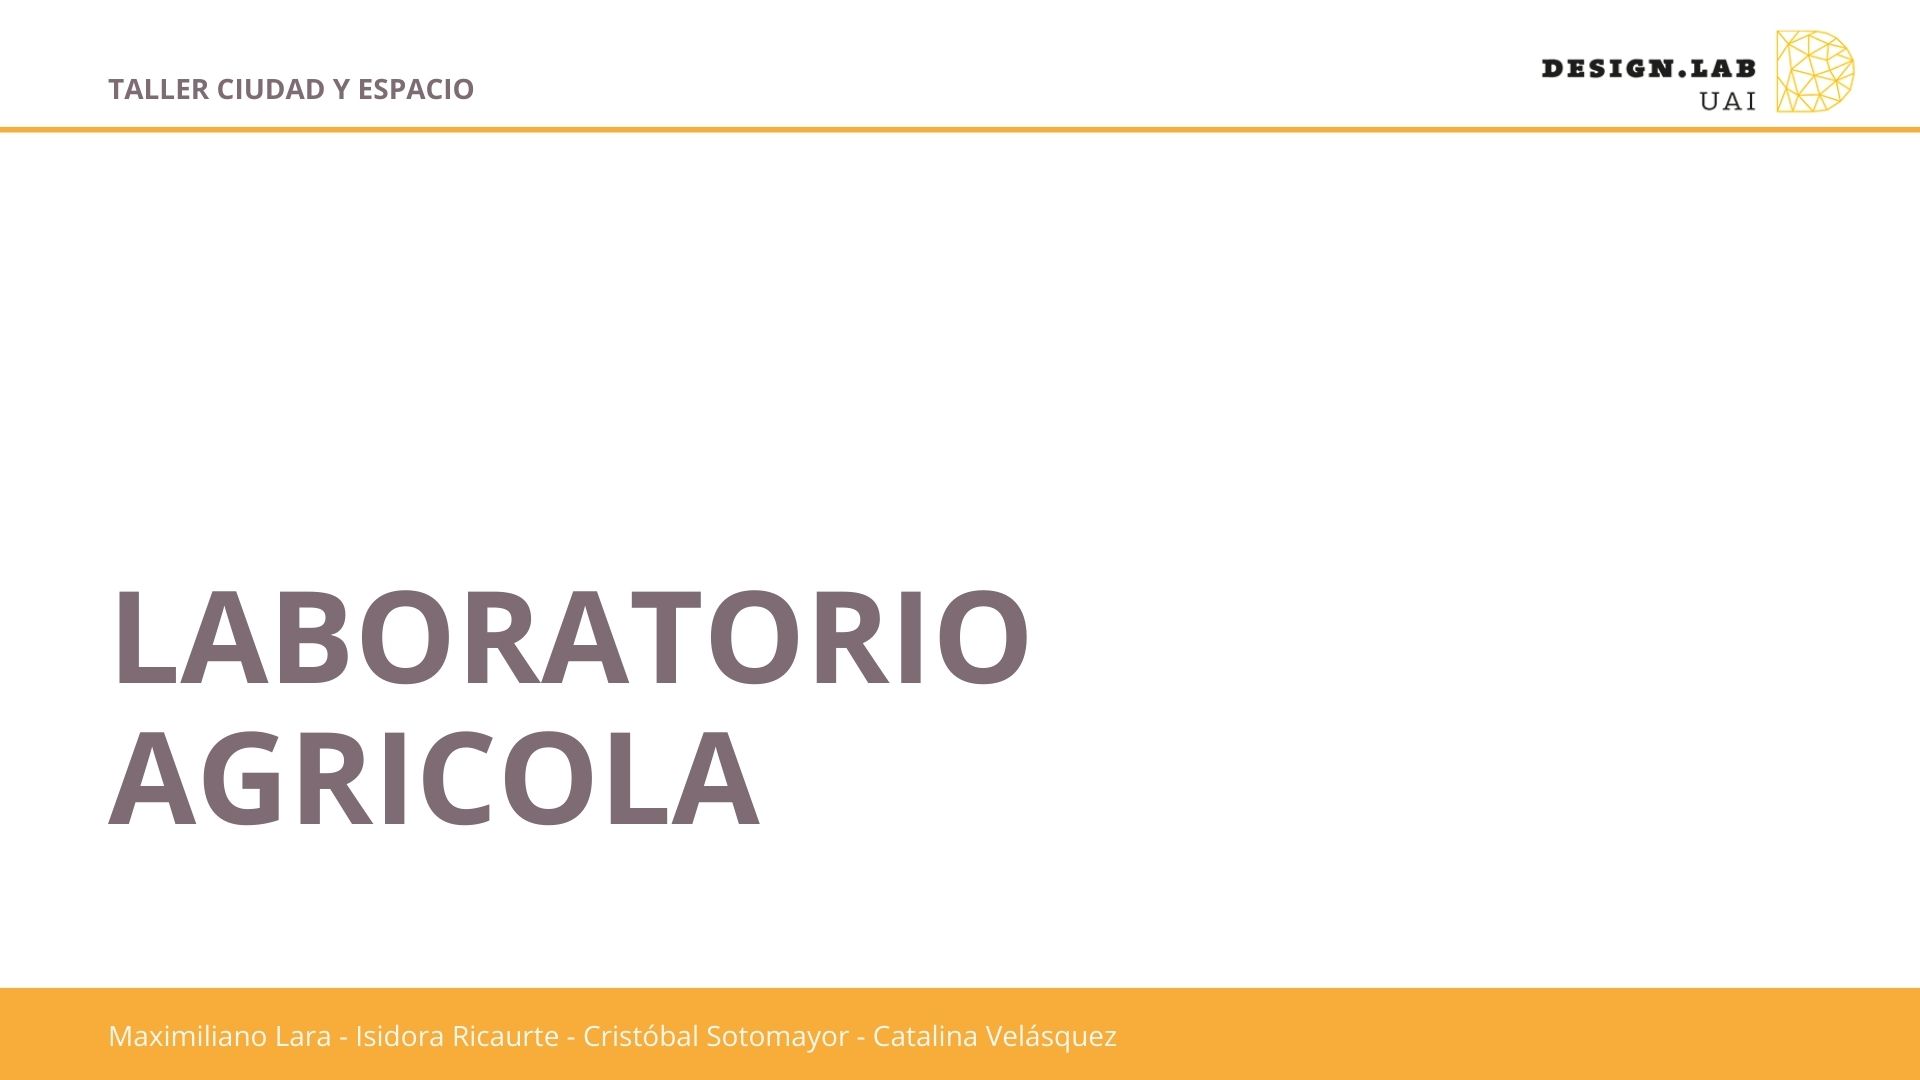 TALLER CIUDAD Y ESPACIO
DESIGN.LAB
UAI
LABORATORIO
AGRICOLA
Maximiliano Lara - Isidora Ricaurte - Cristóbal Sotomayor - Catalina Velásquez